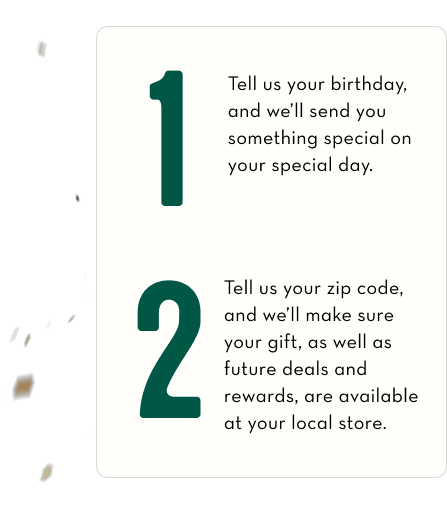 1
Tell us your birthday,
and we’ll send you
something special on
your special day.
2
Tell us your zip code,
and we’ll make sure
your gift, as well as
future deals and
rewards, are available
at your local store.